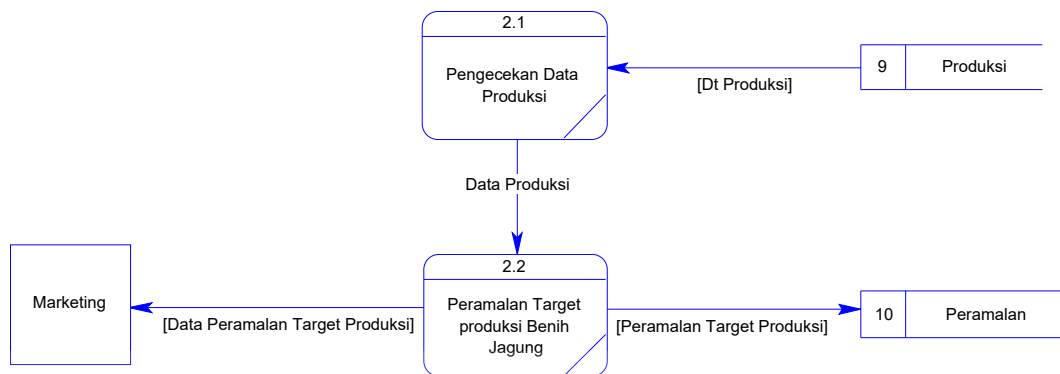 2.1
Pengecekan Data
Produksi
9
Produksi
[Dt Produksi]
Data Produksi
Marketing
[Data Peramalan Target Produksi]
2.2
Peramalan Target
produksi Benih
Jagung
[Peramalan Target Produksi]
10
Peramalan